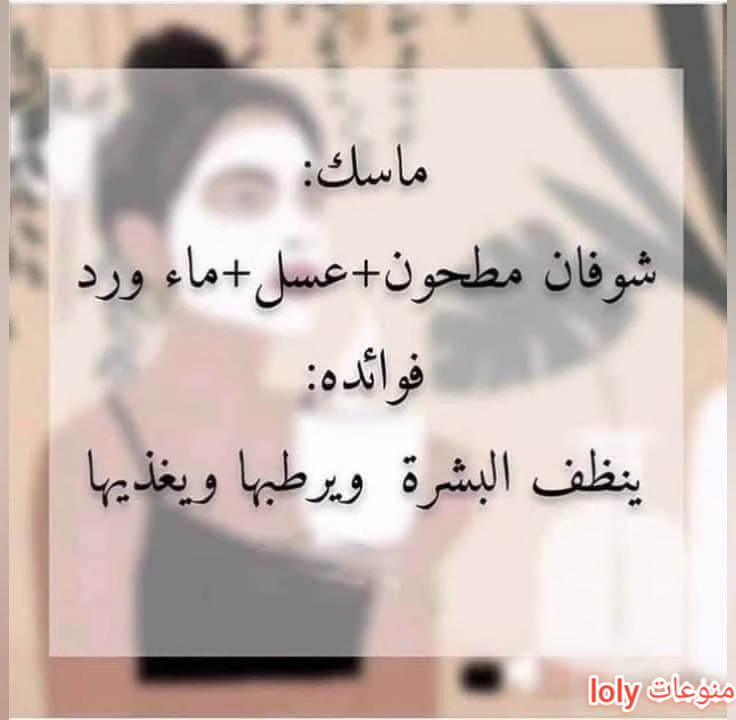 ماسك:
شوفان مطحون+عسل+ماء ورد
فوائده:
ينظف البشرة ويرطبها ويغذيها
منوعات loly